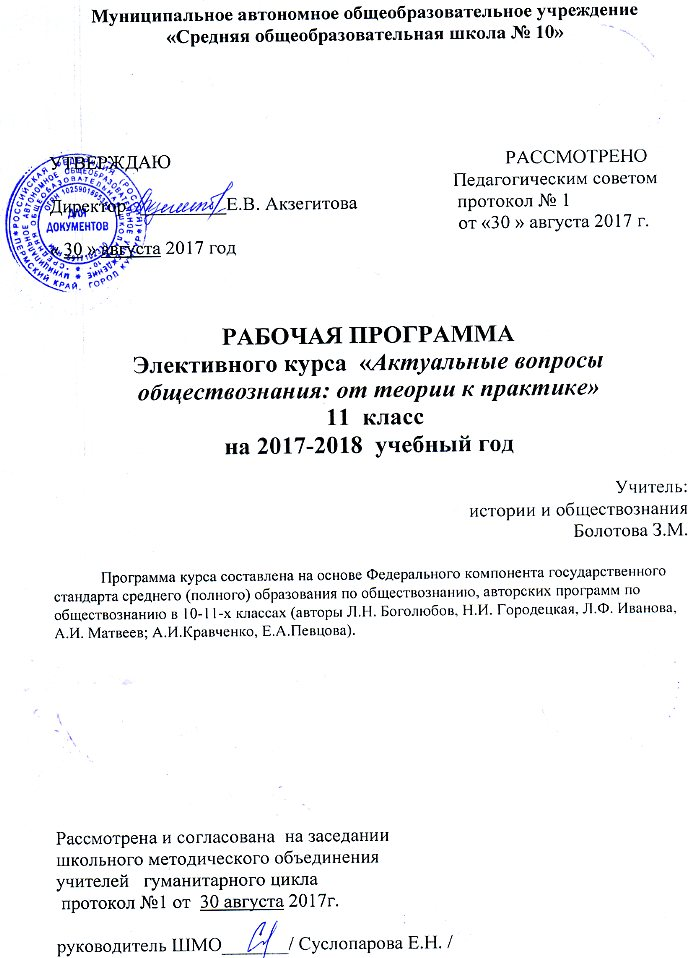 Муниципальное автономное общеобразовательное учреждение
«Средняя общеобразовательная школа № 10»
УТВЕРЖДАЮ
Директор Е.В. Акзегитова
« 30 » августа 2017 год
ДЛЯ
ДОКУМЕНТОВ
РАССМОТРЕНО
Педагогическим советом
протокол № 1
от «30 » августа 2017 г.
РАБОЧАЯ ПРОГРАММА
Элективного курса «Актуальные вопросы
обществознания: от теории к практике»
11 класс
на 2017-2018 учебный год
Учитель:
истории и обществознания
Болотова З.М.
Программа курса составлена на основе Федерального компонента государственного
стандарта среднего (полного) образования по обществознанию, авторских программ по
обществознанию в 10-11-х классах (авторы Л.Н. Боголюбов, Н.И. Городецкая, Л.Ф. Иванова,
А.И. Матвеев; А.И.Кравченко, Е.А.Певцова).
Рассмотрена и согласована на заседании
школьного методического объединения
учителей гуманитарного цикла
протокол №1 от 30 августа 2017г.
руководитель ШМО_______/ Суслопарова Е.Н. /